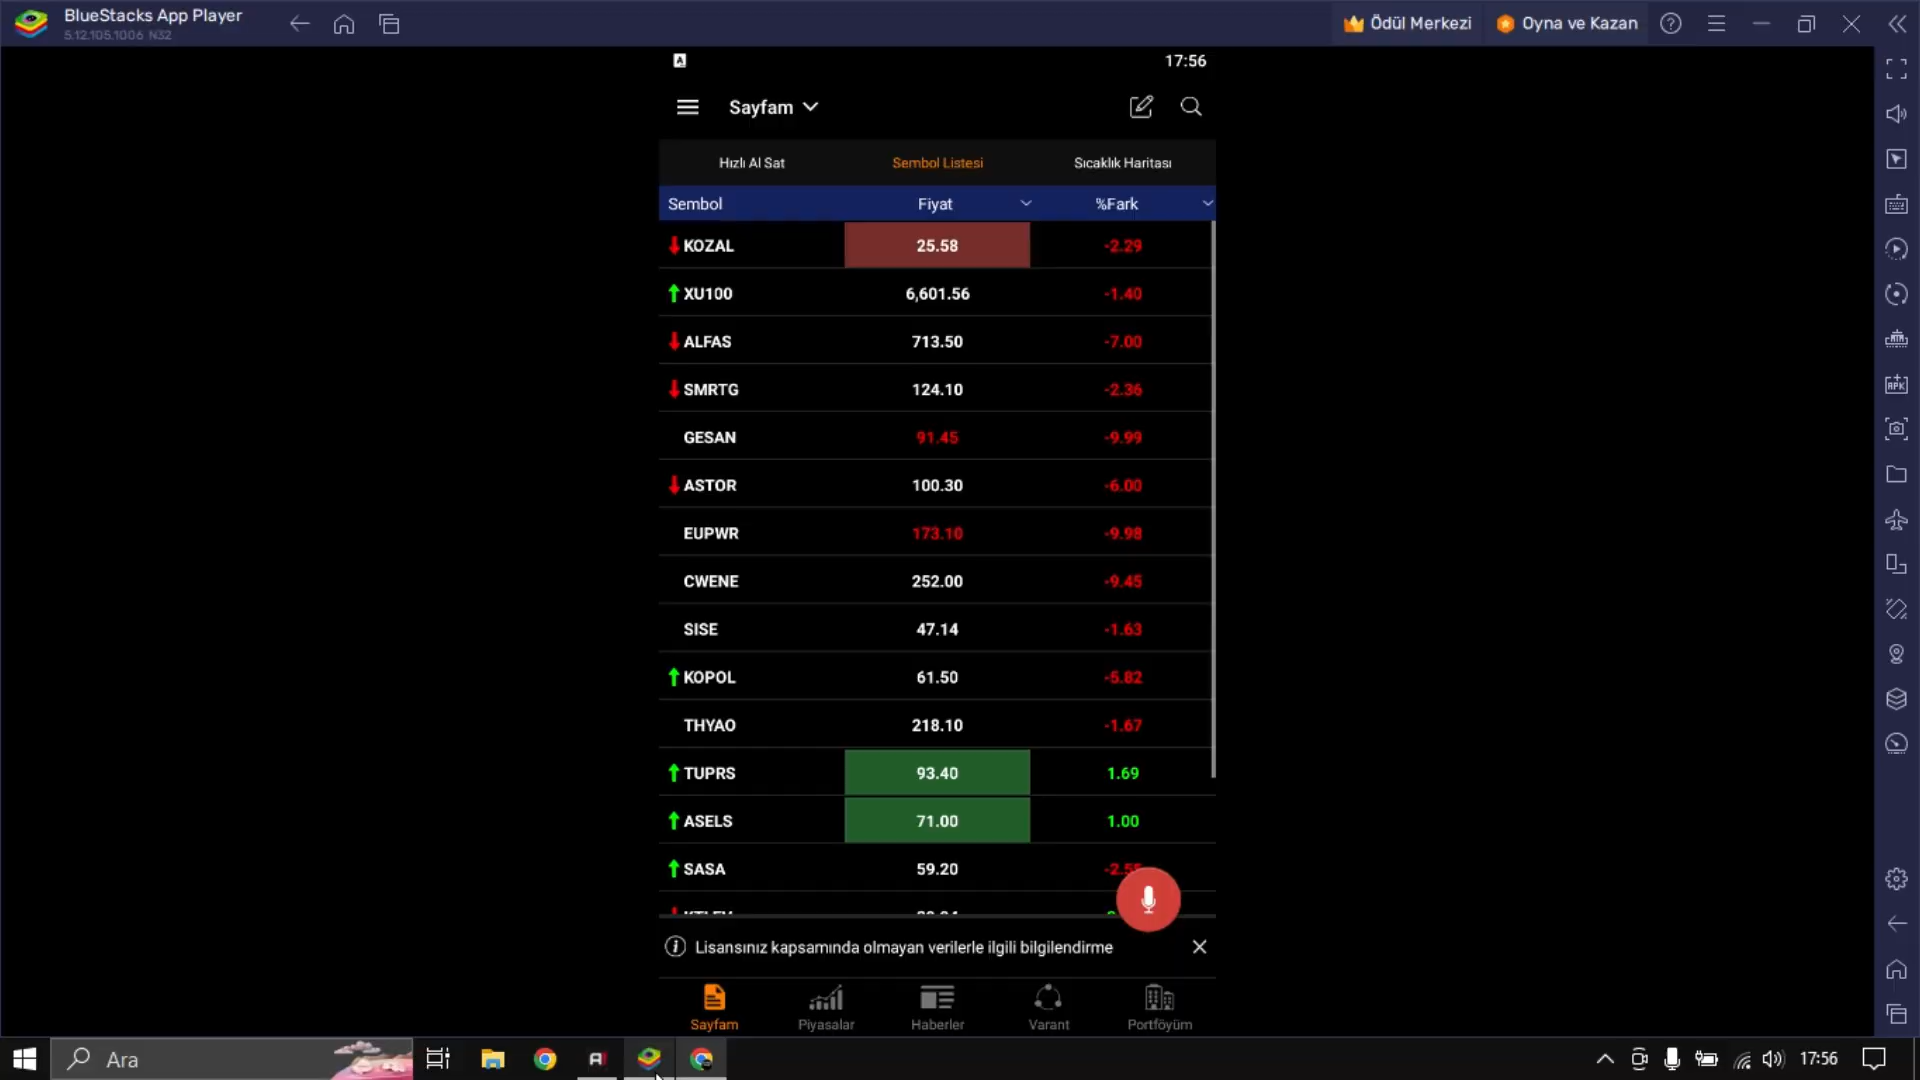 BlueStacks App Player
5.12.105.1006 N32
Ödül Merkezi
Oyna ve Kazan
17:56
Sayfam
Hızlı Al Sat
Sembol Listesi
Sıcaklık Haritası
Sembol Fiyat %Fark
KOZAL 25.58 -2.29
XU100 6,601.56 -1.40
ALFAS 713.50 -7.00
SMRTG 124.10 -2.36
GESAN 91.45 -9.99
ASTOR 100.30 -6.00
EUPWR 173.10 -9.98
CWENE 252.00 -9.45
SISE 47.14 -1.63
KOPOL 61.50 -5.82
THYAO 218.10 -1.67
TUPRS 93.40 1.69
ASELS 71.00 1.00
SASA 59.20
Lisansınız kapsamında olmayan verilerle ilgili bilgilendirme
Sayfam
Piyasalar
Haberler
Varant
Portföyüm
Ara
17:56